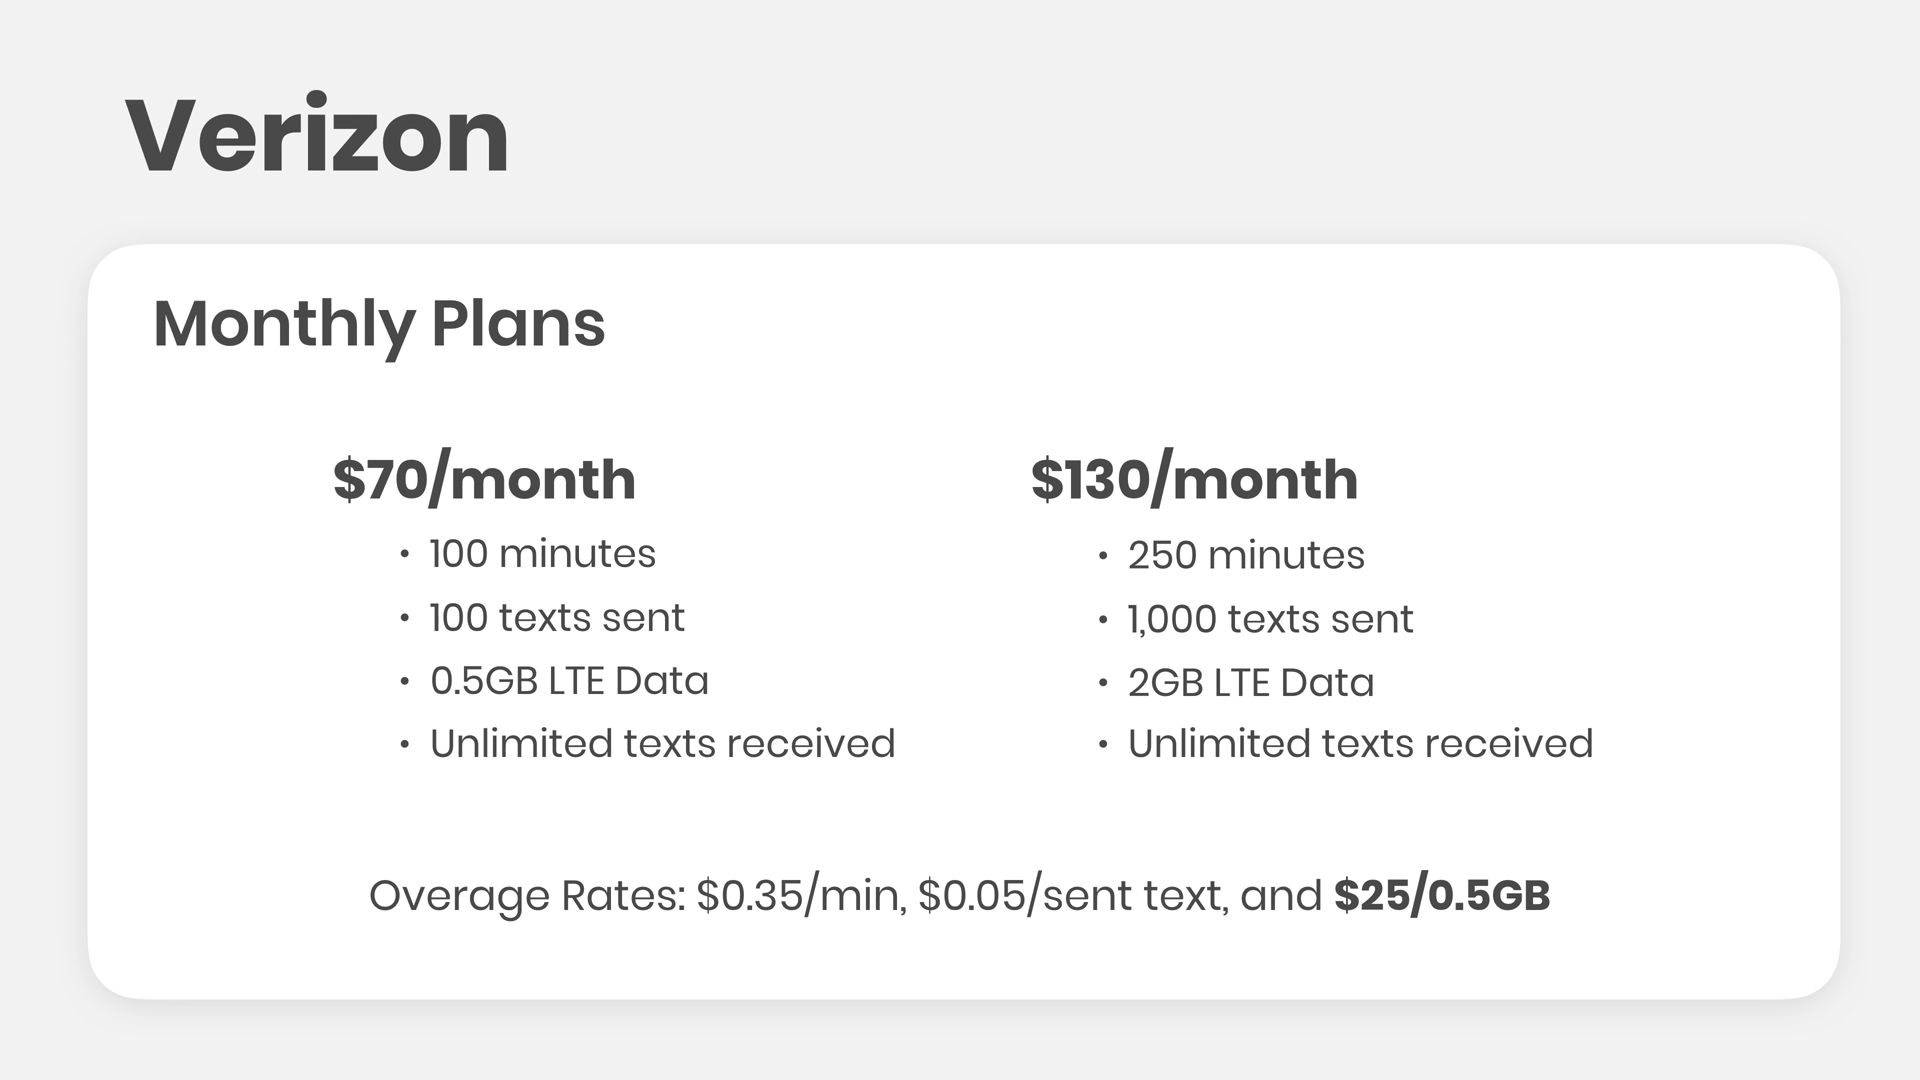 Verizon
Monthly Plans
$70/month
• 100 minutes
• 100 texts sent
• 0.5GB LTE Data
• Unlimited texts received
$130/month
• 250 minutes
• 1,000 texts sent
• 2GB LTE Data
• Unlimited texts received
Overage Rates: $0.35/min, $0.05/sent text, and $25/0.5GB